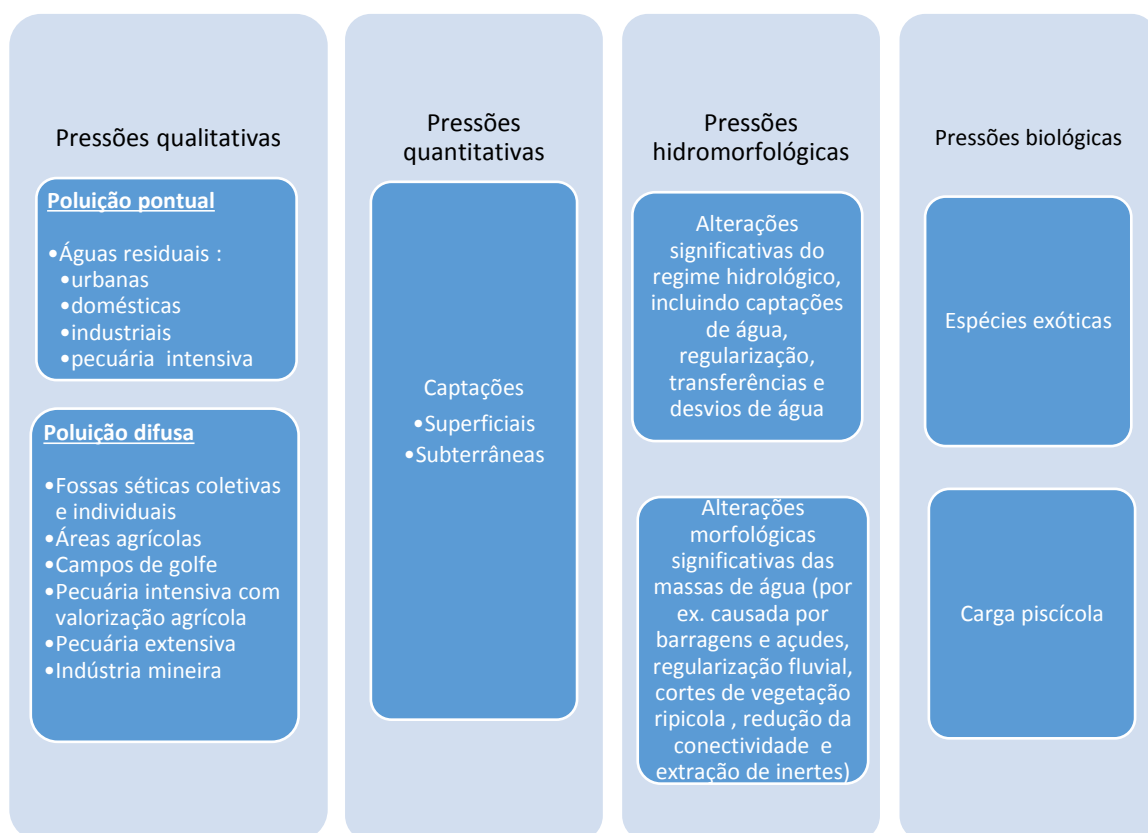 Pressões qualitativas
Poluição pontual
•Águas residuais :
•urbanas
•domésticas
•industriais
•pecuária intensiva
Poluição difusa
•Fossas séticas coletivas
e individuais
•Áreas agrícolas
•Campos de golfe
•Pecuária intensiva com
valorização agrícola
•Pecuária extensiva
•Indústria mineira
Pressões
quantitativas
Captações
•Superficiais
•Subterrâneas
Pressões
hidromorfológicas
Alterações
significativas do
regime hidrológico,
incluindo captações
de água,
regularização,
transferências e
desvios de água
Alterações
morfológicas
significativas das
massas de água (por
ex. causada por
barragens e açudes,
regularização fluvial,
cortes de vegetação
ripicola , redução da
conectividade e
extração de inertes)
Pressões biológicas
Espécies exóticas
Carga piscícola